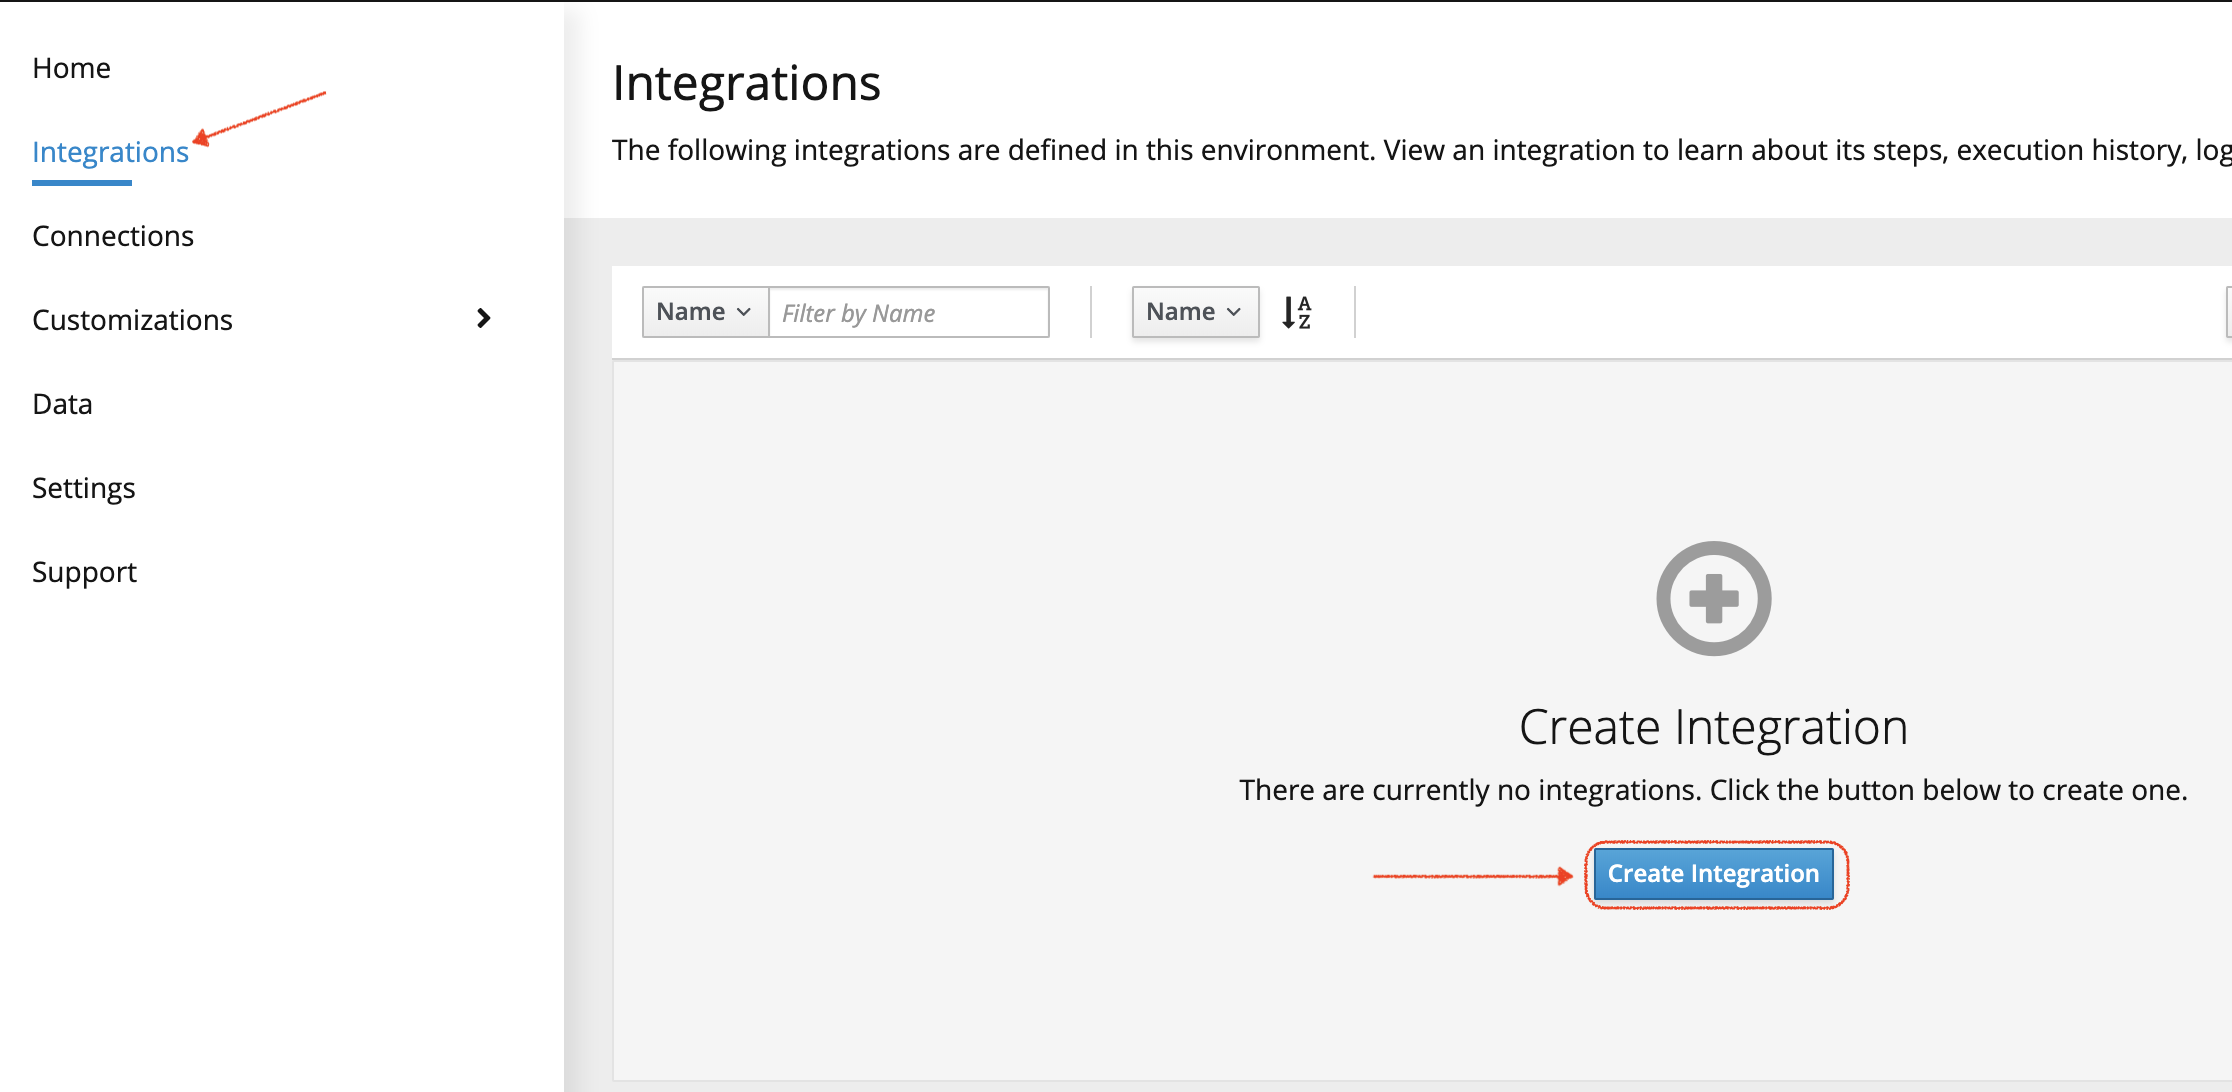 Home
Integrations
Connections
Customizations
Data
Settings
Support
Integrations
The following integrations are defined in this environment. View an integration to learn about its steps, execution history, log
Name
Filter by Name
Name
A
Z
Create Integration
There are currently no integrations. Click the button below to create one.
Create Integration